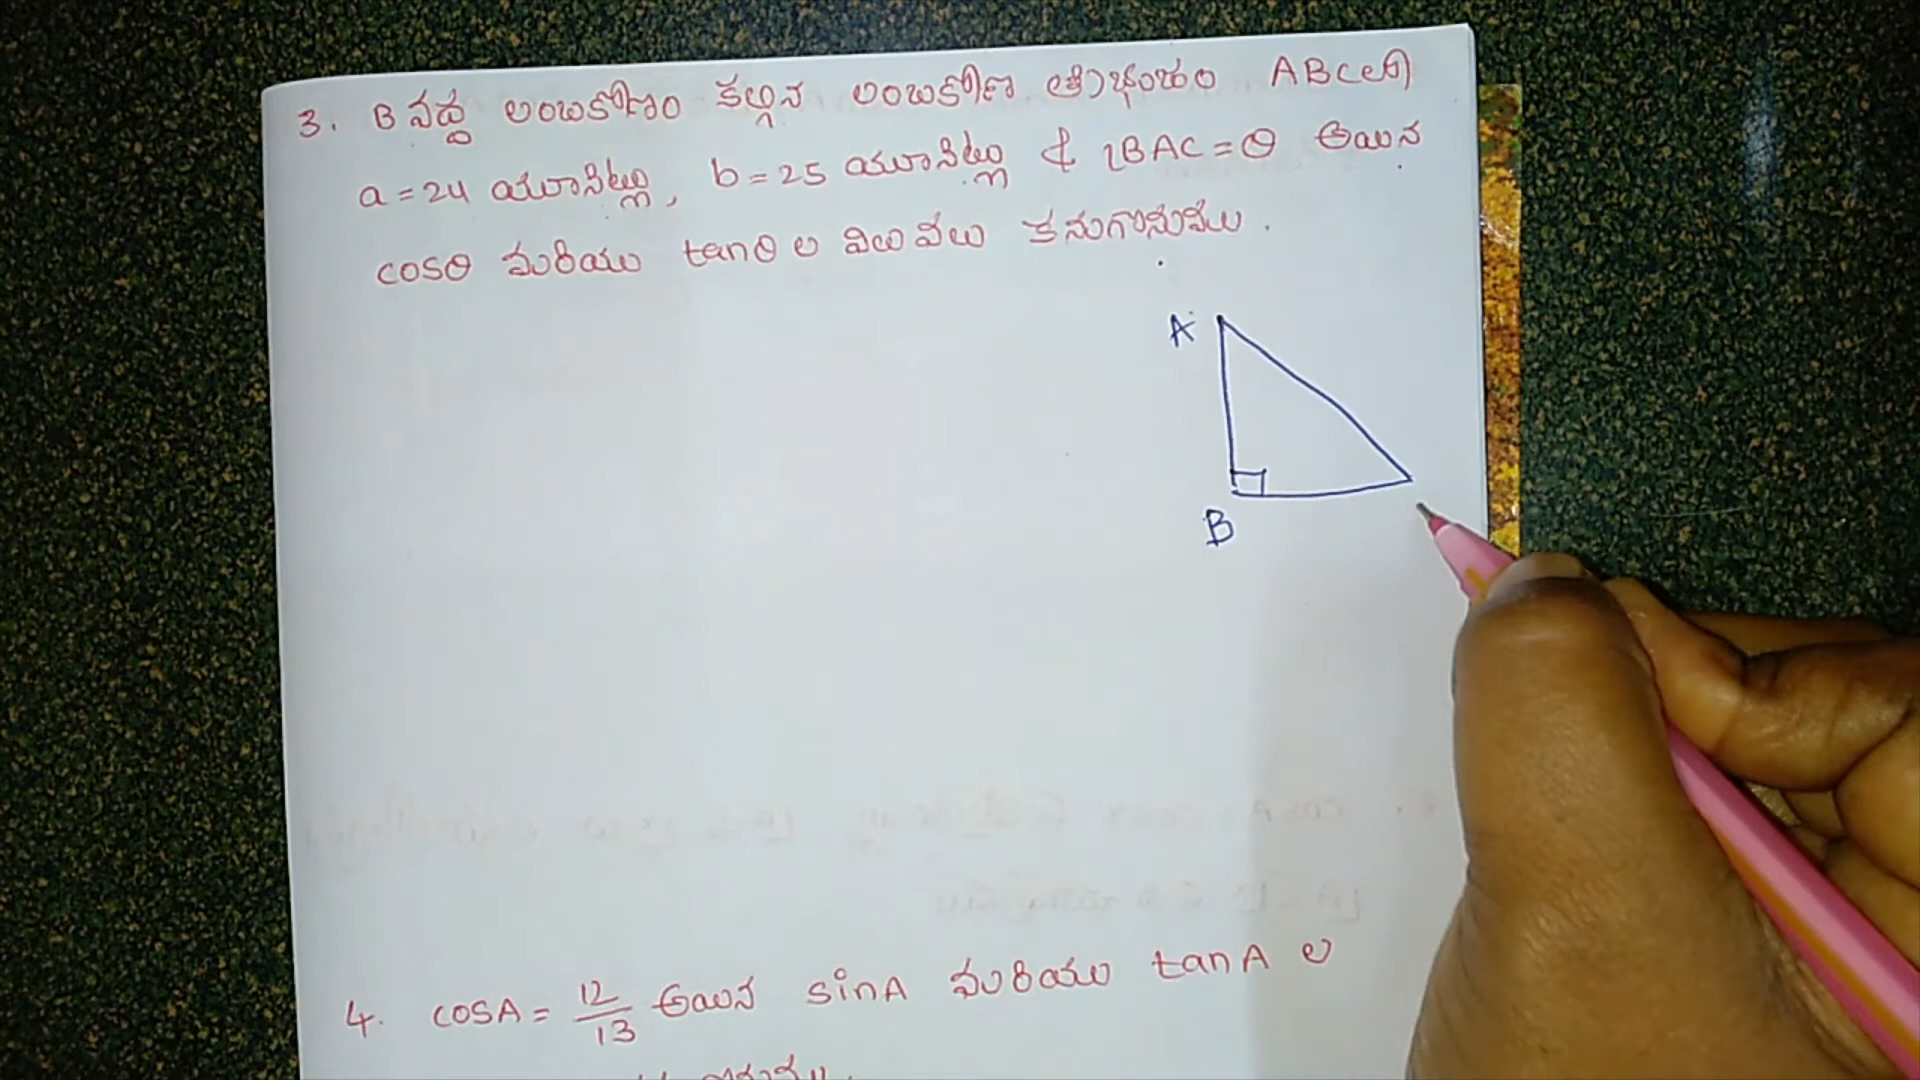 3. B వద్ద లంబకోణం కల్గిన లంబకోణ త్రిభుజం ABCలో
a = 24 యూనిట్లు, b = 25 యూనిట్లు & ∠BAC = θ అయిన
cosθ మరియు tanθ ల విలువలు కనుగొనుము.
A
B
4. cosA = 12/13 అయిన sinA మరియు tanA ల